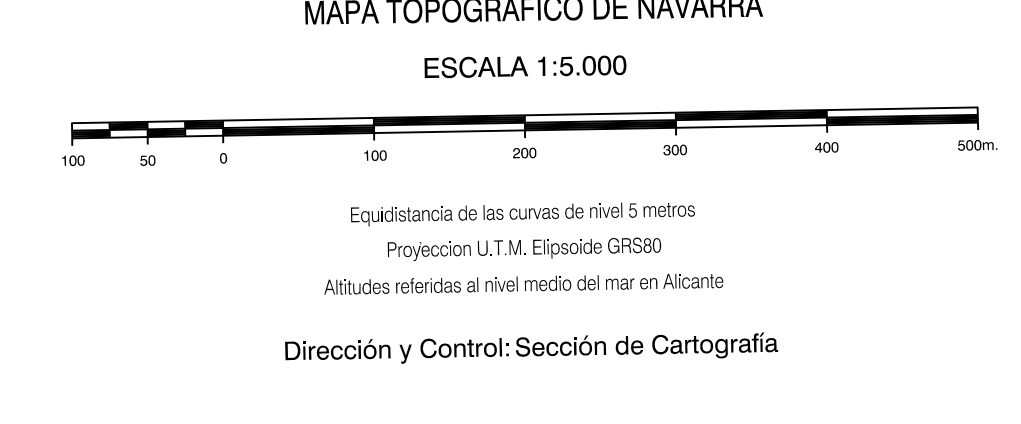 MAPA TOPOGRAFICO DE NAVARRA
ESCALA 1:5.000
100 50 0 100 200 300 400 500m.
Equidistancia de las curvas de nivel 5 metros
Proyeccion U.T.M. Elipsoide GRS80
Altitudes referidas al nivel medio del mar en Alicante
Dirección y Control: Sección de Cartografía